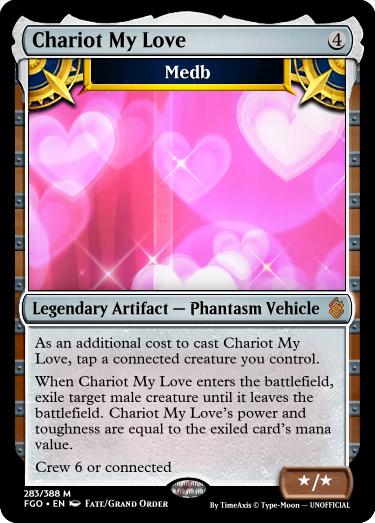 Chariot My Love 4
Medb
Legendary Artifact — Phantasm Vehicle
As an additional cost to cast Chariot My
Love, tap a connected creature you control.
When Chariot My Love enters the battlefield,
exile target male creature until it leaves the
battlefield. Chariot My Love's power and
toughness are equal to the exiled card's mana
value.
Crew 6 or connected
★/★
283/388 M
FGO • EN Fate/Grand Order
By TimeAxis © Type-Moon — UNOFFICIAL